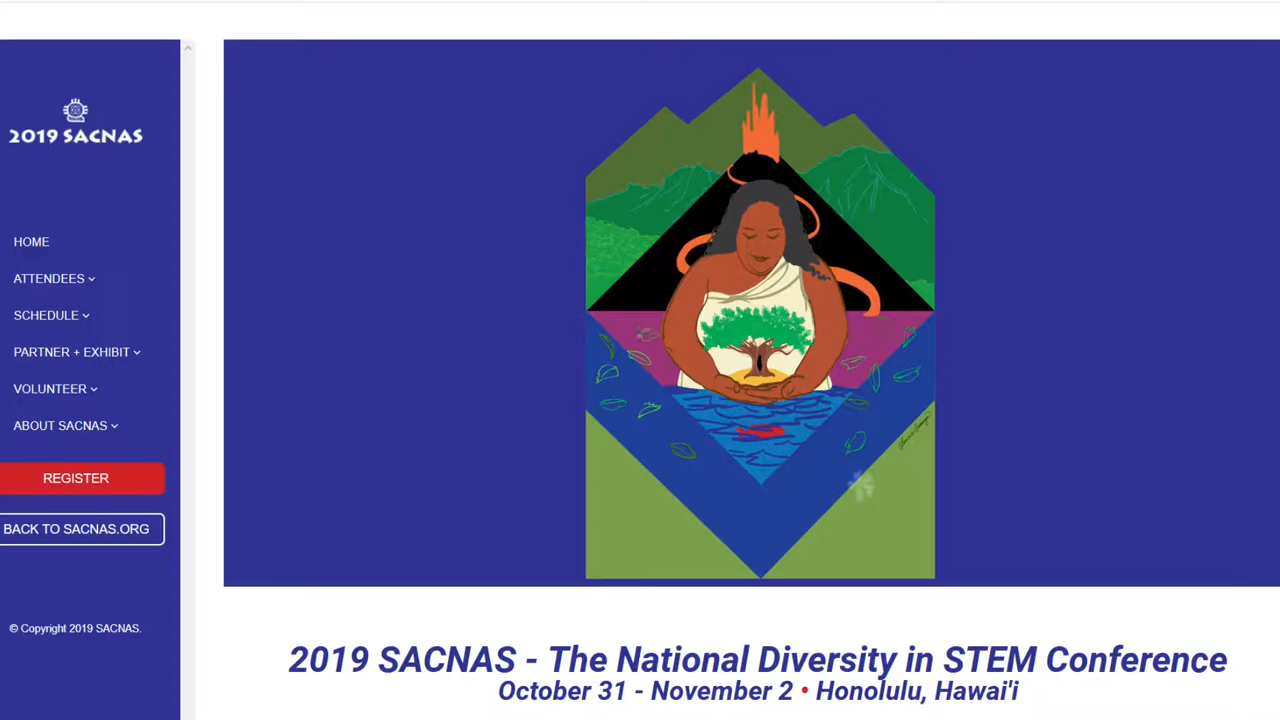 2019 SACNAS
HOME
ATTENDEES
SCHEDULE
PARTNER + EXHIBIT
VOLUNTEER
ABOUT SACNAS
REGISTER
BACK TO SACNAS.ORG
© Copyright 2019 SACNAS.
2019 SACNAS - The National Diversity in STEM Conference
October 31 - November 2 • Honolulu, Hawai'i